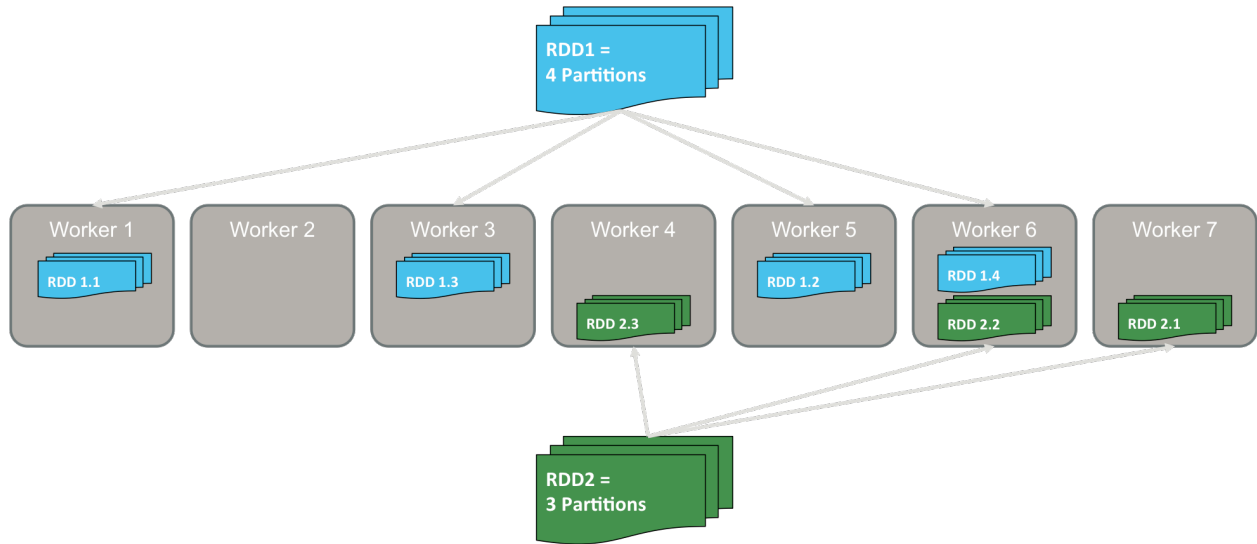 RDD1 =
4 Partitions
Worker 1
Worker 2
Worker 3
Worker 4
Worker 5
Worker 6
Worker 7
RDD 1.1
RDD 1.3
RDD 1.2
RDD 1.4
RDD 2.3
RDD 2.2
RDD 2.1
RDD2 =
3 Partitions